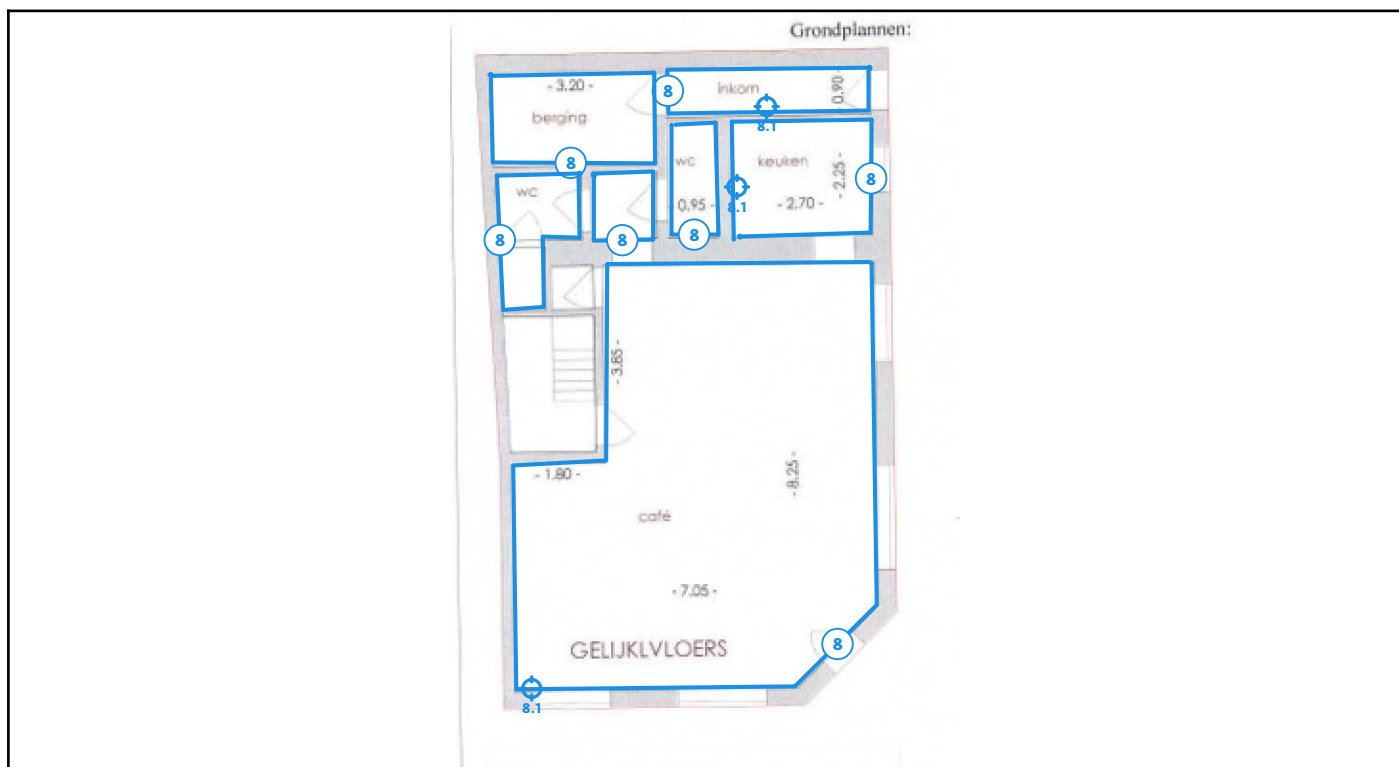 Grondplannen:
- 3.20 -
berging
8
inkom
- 0.90 -
8.1
8
wc
8
wc
0.95 -
8
8
keuken
- 2.25 -
8
8.1
- 2.70 -
- 3.85 -
- 1.80 -
- 8.25 -
café
- 7.05 -
GELIJKLVLOERS
8
8.1